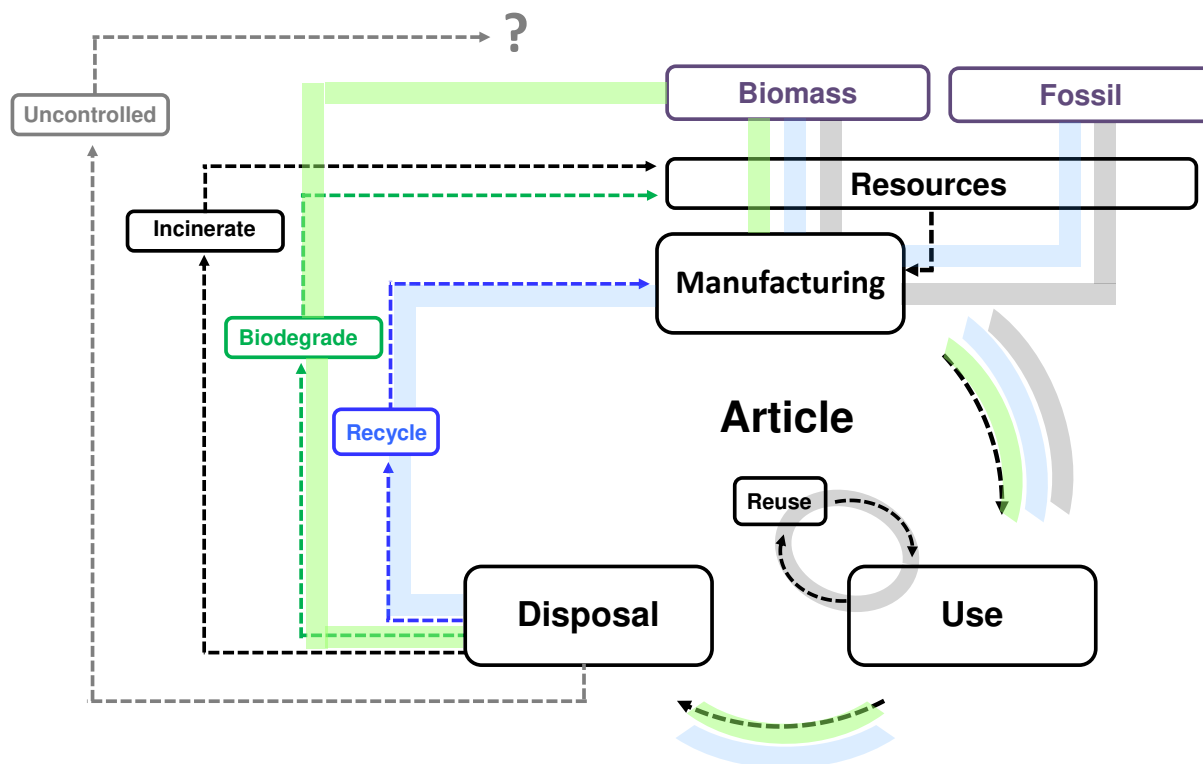 ?
Biomass
Fossil
Uncontrolled
Resources
Incinerate
Manufacturing
Biodegrade
Article
Recycle
Reuse
Disposal
Use